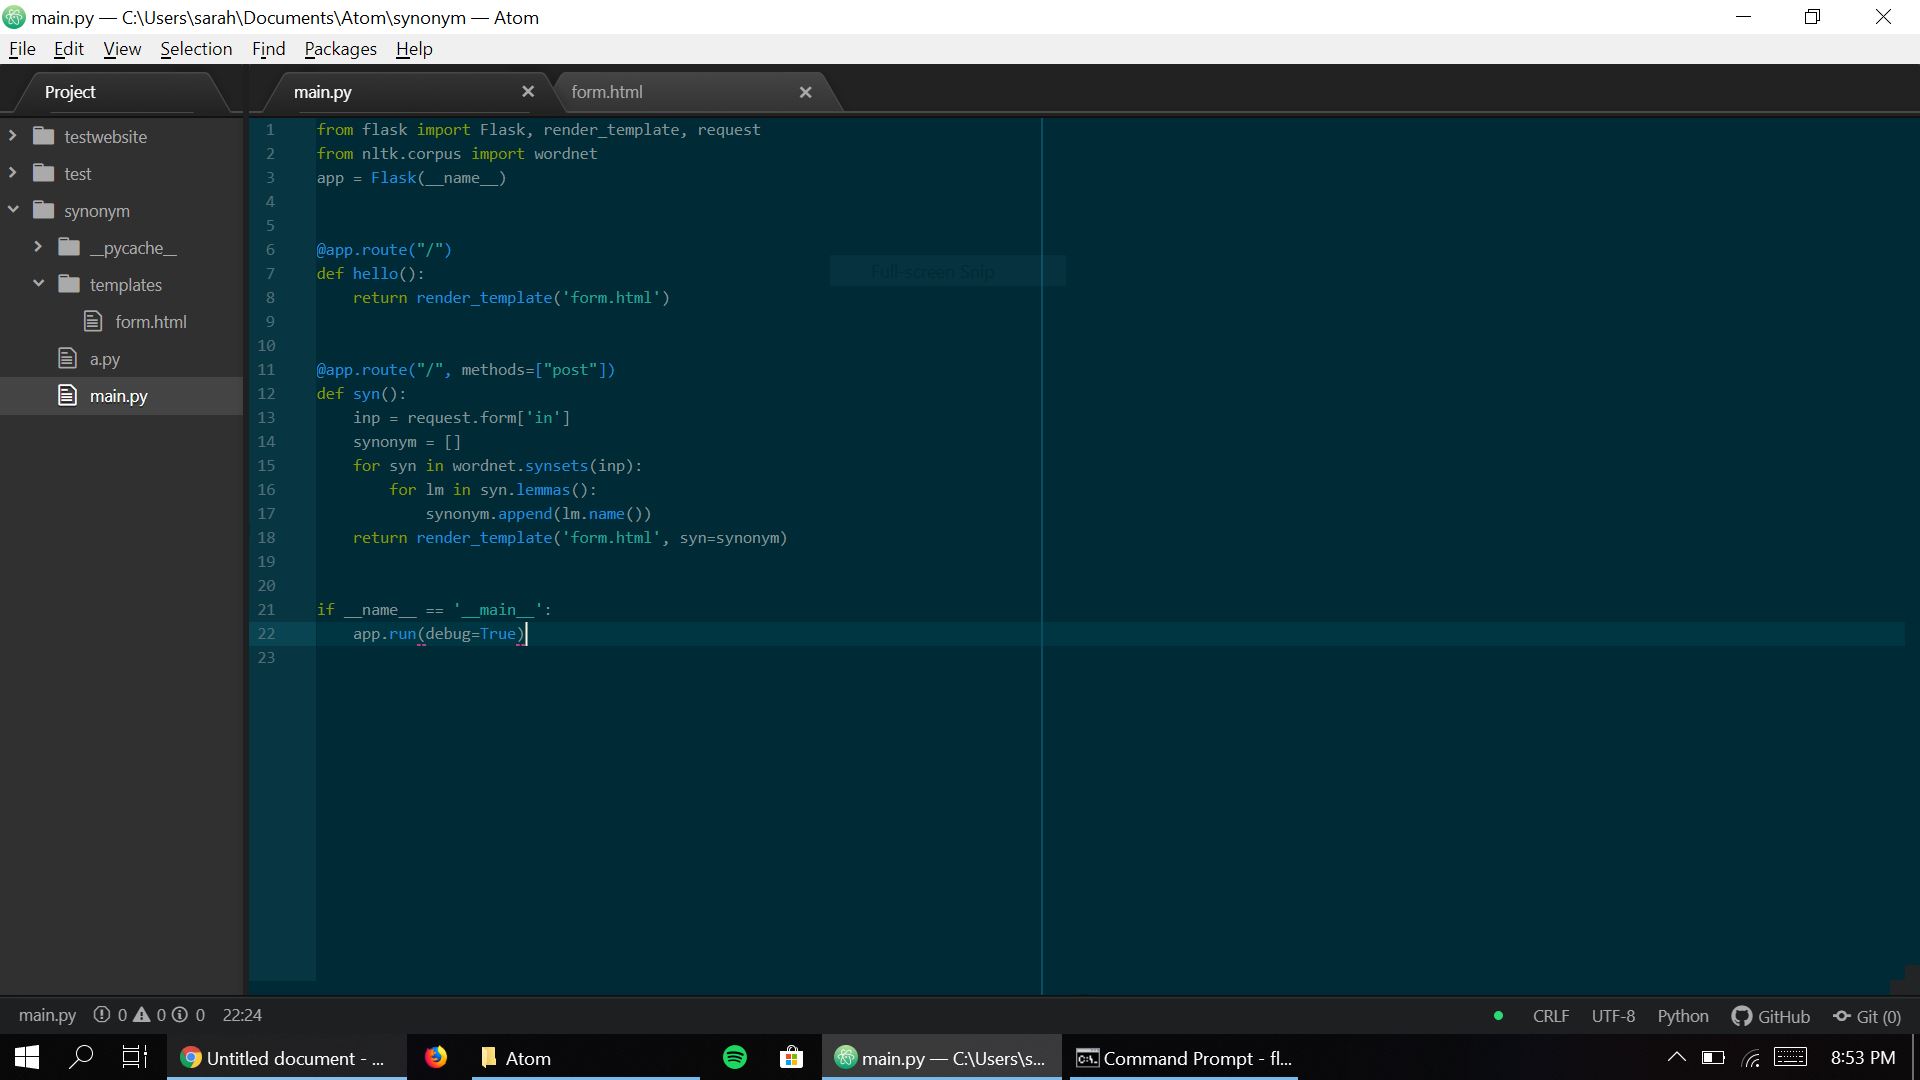 main.py — C:\Users\sarah\Documents\Atom\synonym — Atom
File Edit View Selection Find Packages Help
Project
main.py
form.html
testwebsite
test
synonym
__pycache__
templates
form.html
a.py
main.py
1 from flask import Flask, render_template, request
2 from nltk.corpus import wordnet
3 app = Flask(__name__)
4
5
6 @app.route("/")
7 def hello():
8     return render_template('form.html')
9
10
11 @app.route("/", methods=["post"])
12 def syn():
13     inp = request.form['in']
14     synonym = []
15     for syn in wordnet.synsets(inp):
16         for lm in syn.lemmas():
17             synonym.append(lm.name())
18     return render_template('form.html', syn=synonym)
19
20
21 if __name__ == '__main__':
22     app.run(debug=True)
23
Full-screen Snip
main.py 0 0 0 22:24
CRLF UTF-8 Python GitHub Git (0)
Untitled document - ...
Atom
main.py — C:\Users\s...
C:\. Command Prompt - fl...
8:53 PM